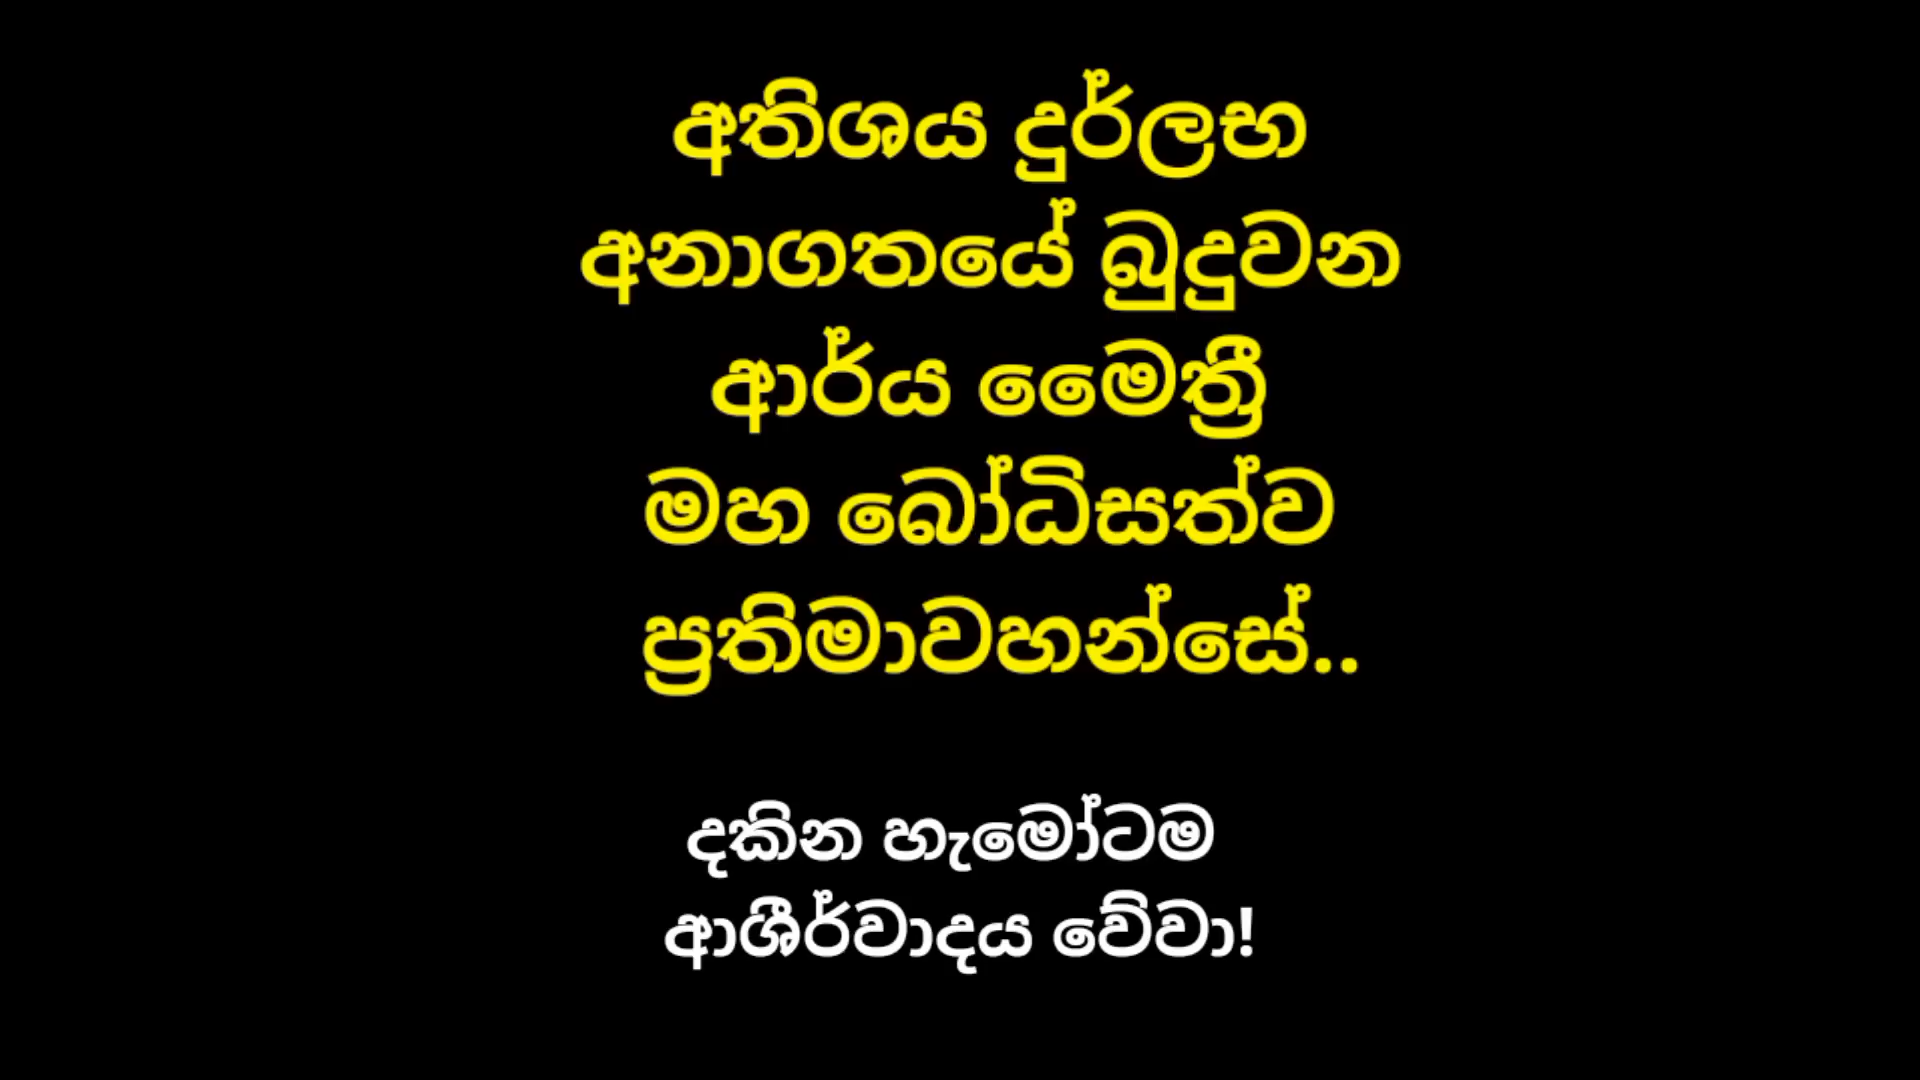 අතිශය දුර්ලභ
අනාගතයේ බුදුවන
ආර්ය මෛත්‍රී
මහ බෝධිසත්ව
ප්‍රතිමාවහන්සේ..
දකින හැමෝටම
ආශීර්වාදය වේවා!